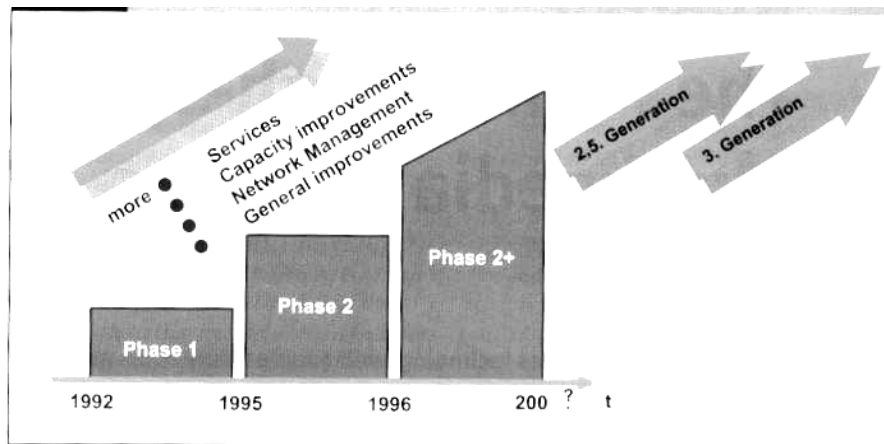 more
Services
Capacity improvements
Network Management
General improvements
2,5. Generation
3. Generation
Phase 1
Phase 2
Phase 2+
1992 1995 1996 200 ? t